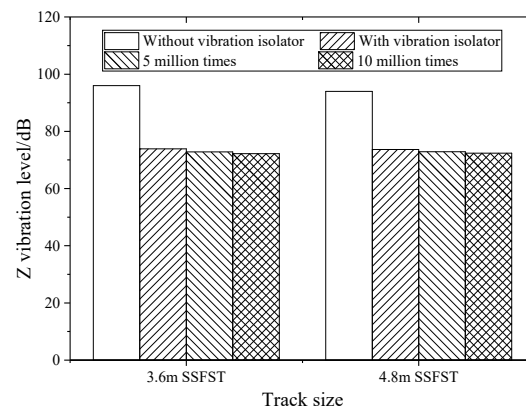 120
100
80
60
40
20
0
Z vibration level/dB
Without vibration isolator With vibration isolator
5 million times 10 million times
3.6m SSFST 4.8m SSFST
Track size